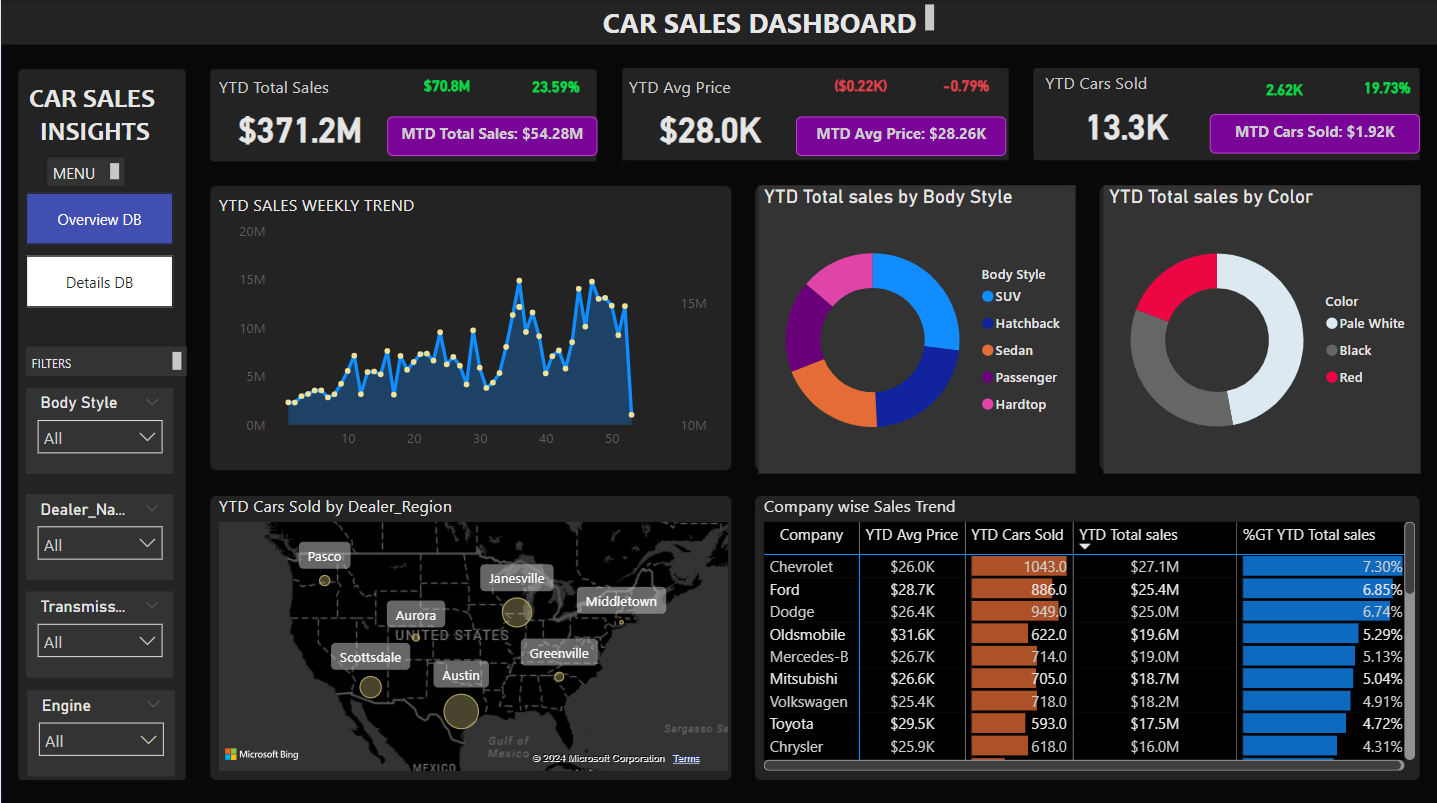 CAR SALES DASHBOARD
CAR SALES
INSIGHTS
MENU
Overview DB
Details DB
FILTERS
Body Style
All
Dealer_Na...
All
Transmiss...
All
Engine
All
YTD Total Sales
$70.8M
23.59%
$371.2M
MTD Total Sales: $54.28M
YTD Avg Price
($0.22K)
-0.79%
$28.0K
MTD Avg Price: $28.26K
YTD Cars Sold
2.62K
19.73%
13.3K
MTD Cars Sold: $1.92K
YTD SALES WEEKLY TREND
20M
15M
10M
5M
0M
15M
10M
10 20 30 40 50
YTD Total sales by Body Style
Body Style
SUV
Hatchback
Sedan
Passenger
Hardtop
YTD Total sales by Color
Color
Pale White
Black
Red
YTD Cars Sold by Dealer_Region
Pasco
Janesville
Middletown
Aurora
UNITED STATES
Scottsdale
Greenville
Austin
Sargasso Se
Gulf of
Mexico
MEXICO
Microsoft Bing
© 2024 Microsoft Corporation Terms
Company wise Sales Trend
Company YTD Avg Price YTD Cars Sold YTD Total sales %GT YTD Total sales
Chevrolet $26.0K 1043.0 $27.1M 7.30%
Ford $28.7K 886.0 $25.4M 6.85%
Dodge $26.4K 949.0 $25.0M 6.74%
Oldsmobile $31.6K 622.0 $19.6M 5.29%
Mercedes-B $26.7K 714.0 $19.0M 5.13%
Mitsubishi $26.6K 705.0 $18.7M 5.04%
Volkswagen $25.4K 718.0 $18.2M 4.91%
Toyota $29.5K 593.0 $17.5M 4.72%
Chrysler $25.9K 618.0 $16.0M 4.31%